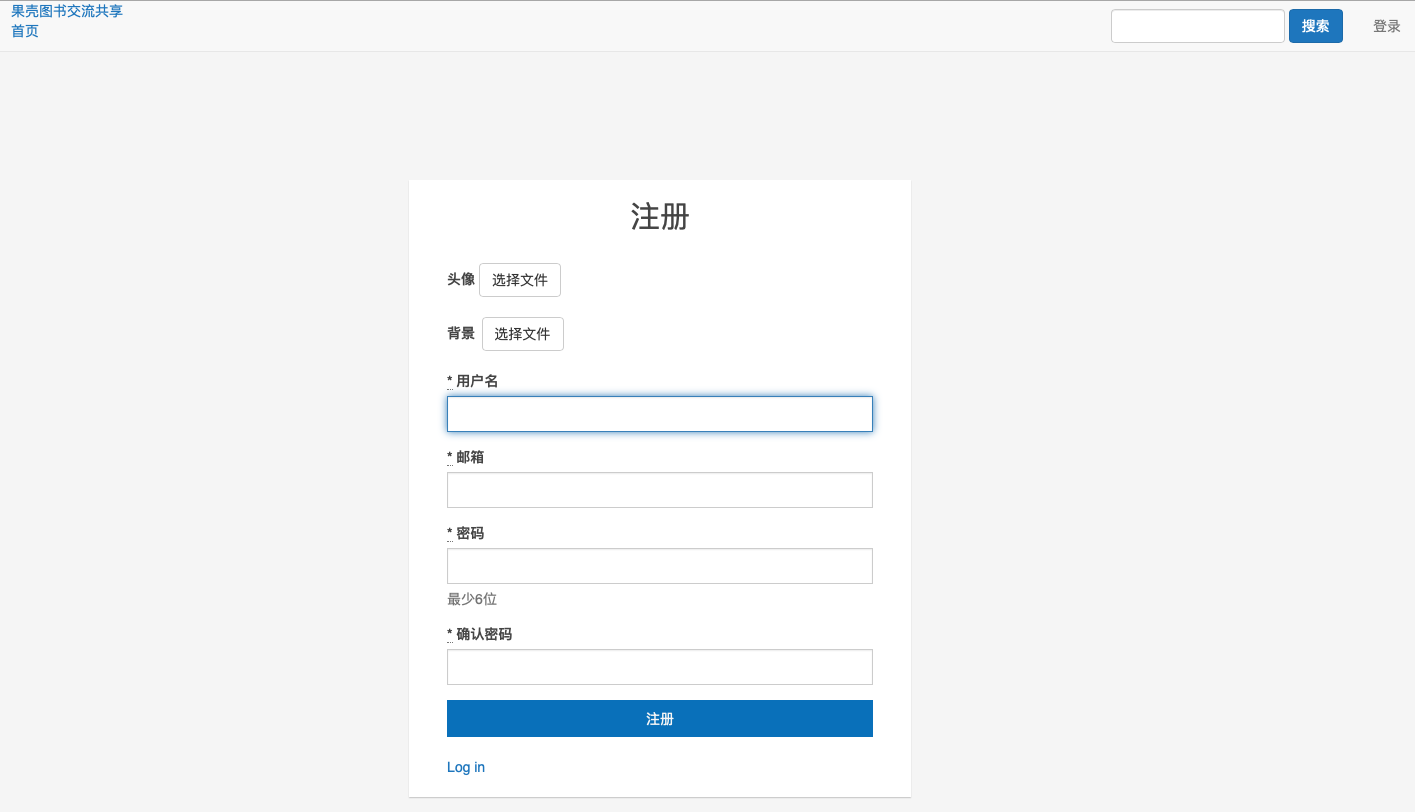 果壳图书交流共享
首页
搜索
登录
注册
头像 选择文件
背景 选择文件
* 用户名
* 邮箱
* 密码
最少6位
* 确认密码
注册
Log in